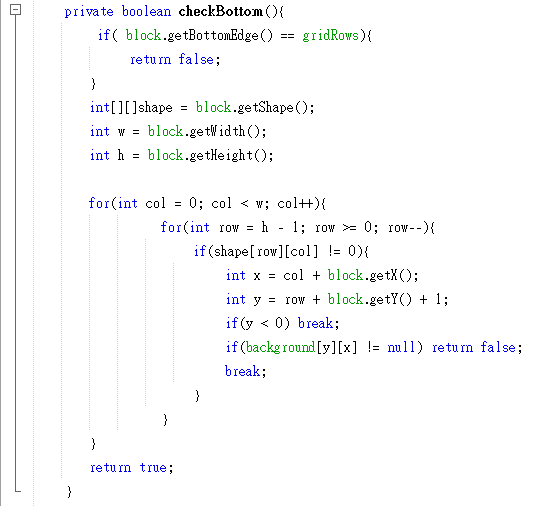 private boolean checkBottom(){
if( block.getBottomEdge() == gridRows){
return false;
}
int[][]shape = block.getShape();
int w = block.getWidth();
int h = block.getHeight();
for(int col = 0; col < w; col++){
for(int row = h - 1; row >= 0; row--){
if(shape[row][col] != 0){
int x = col + block.getX();
int y = row + block.getY() + 1;
if(y < 0) break;
if(background[y][x] != null) return false;
break;
}
}
}
return true;
}